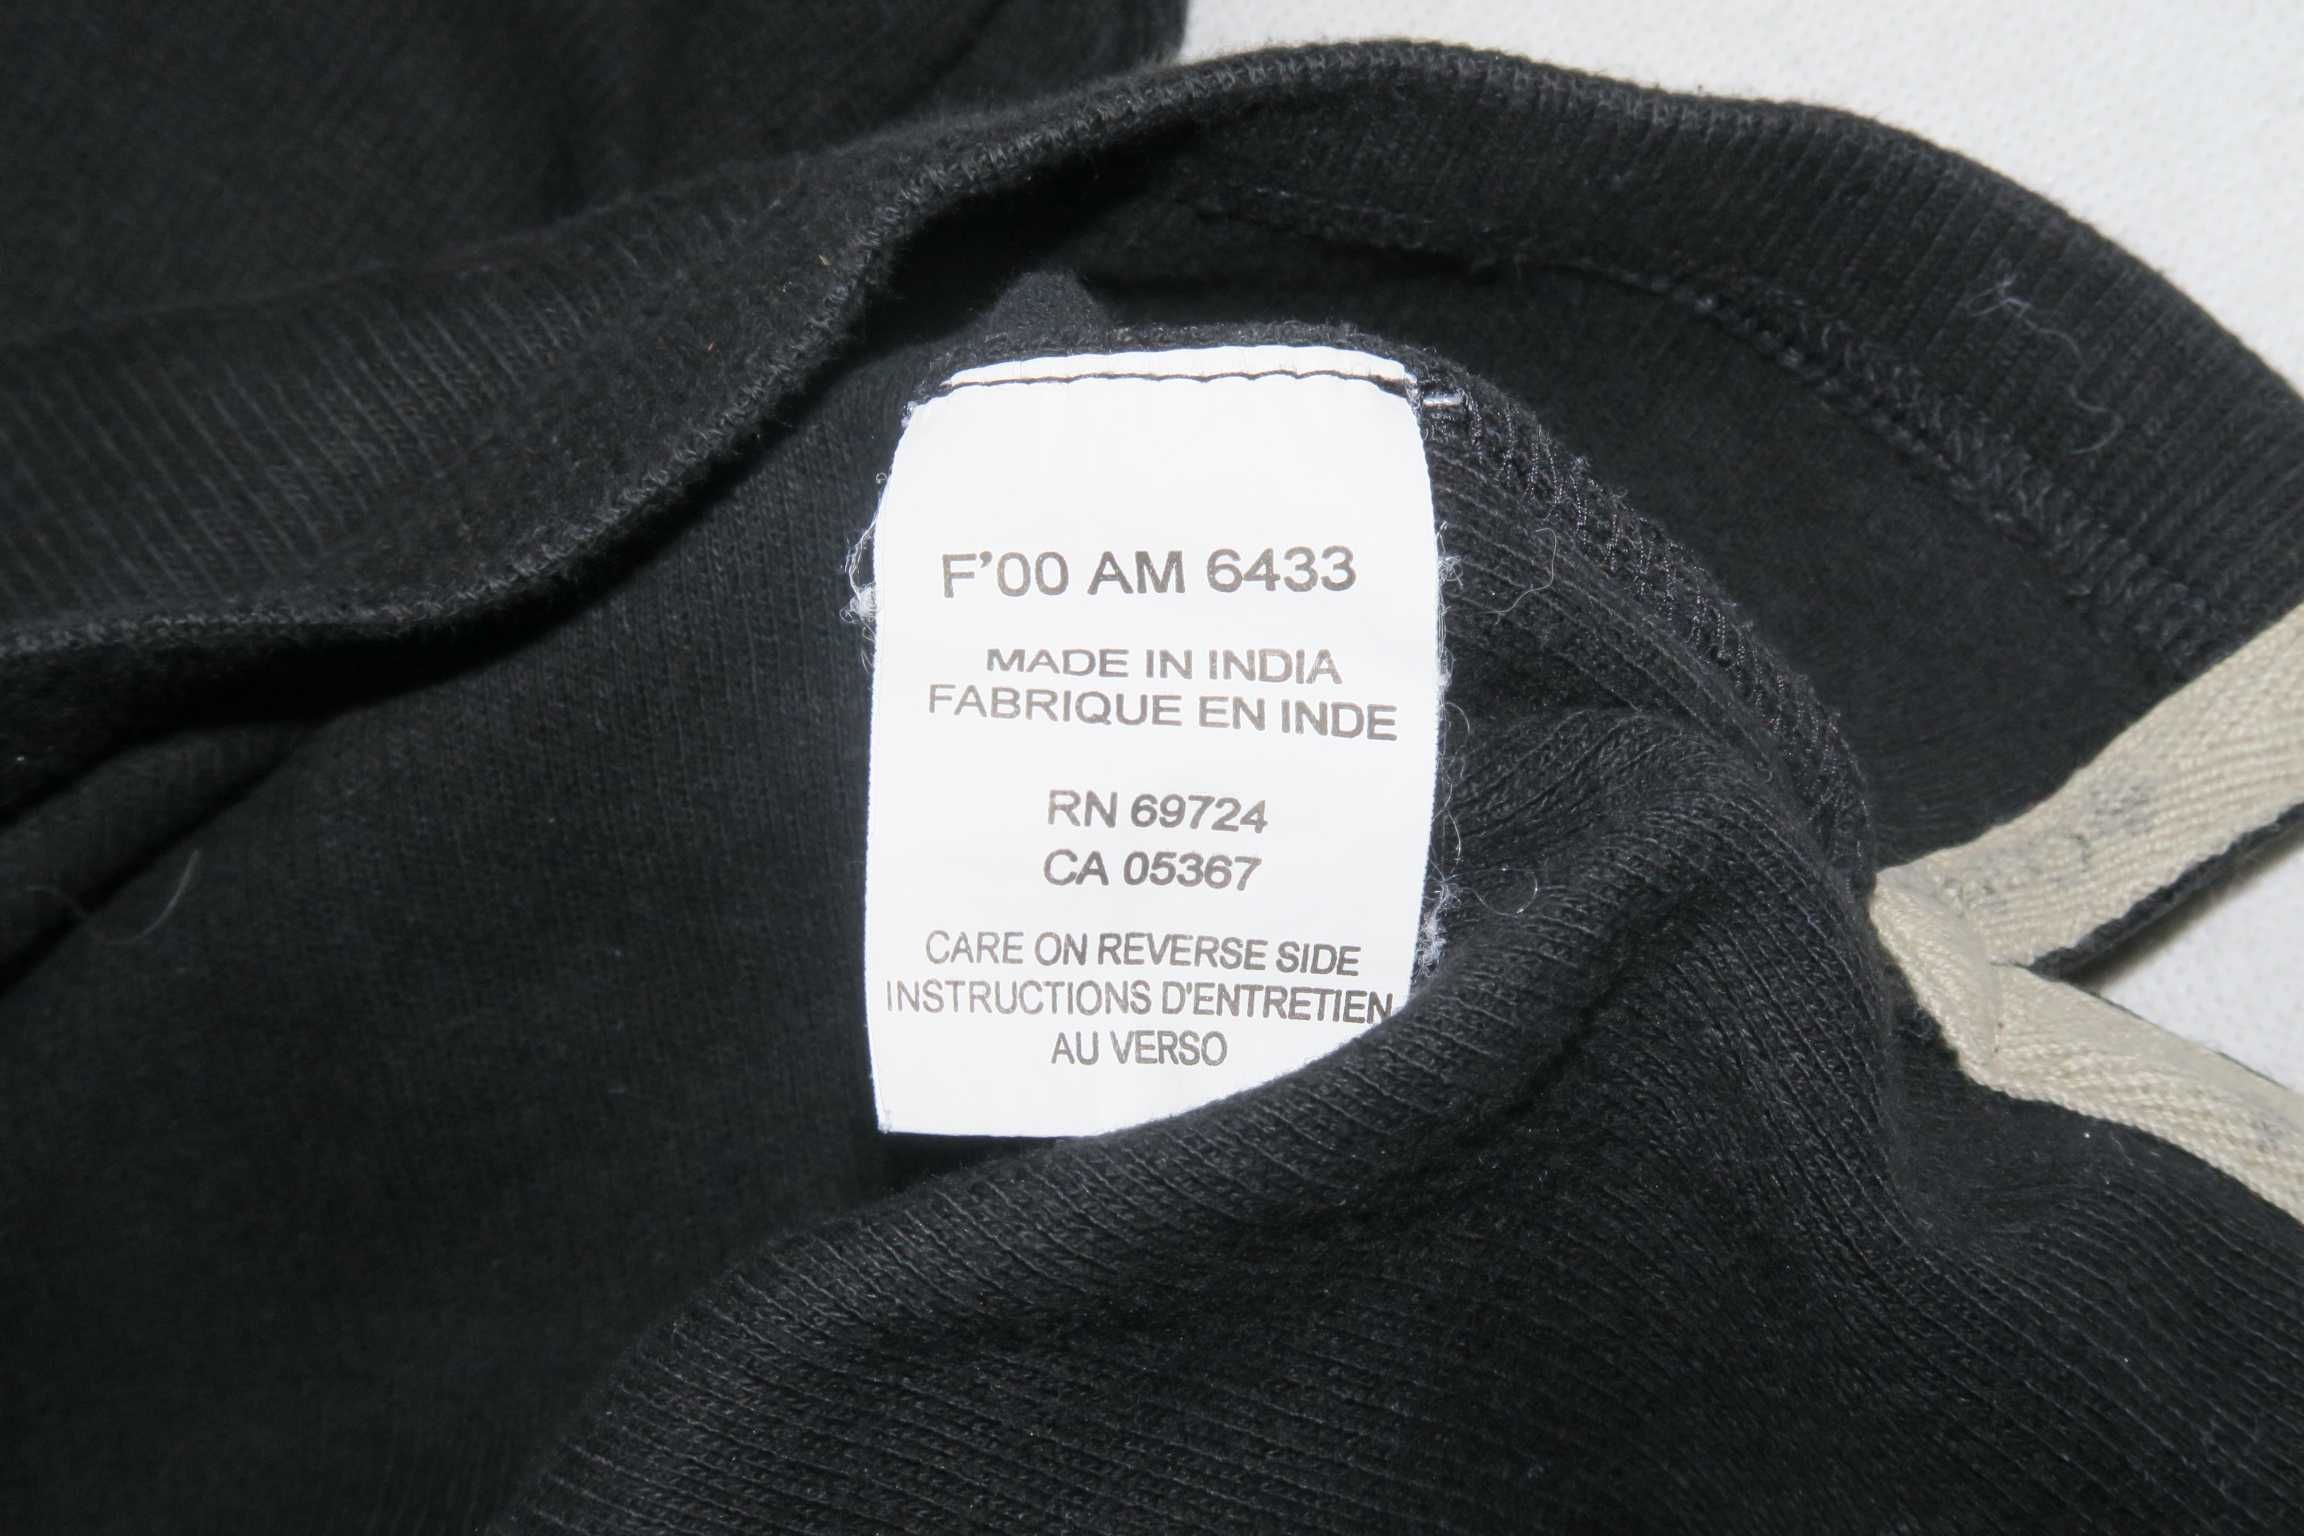 F'00 AM 6433
MADE IN INDIA
FABRIQUE EN INDE
RN 69724
CA 05367
CARE ON REVERSE SIDE
INSTRUCTIONS D'ENTRETIEN
AU VERSO